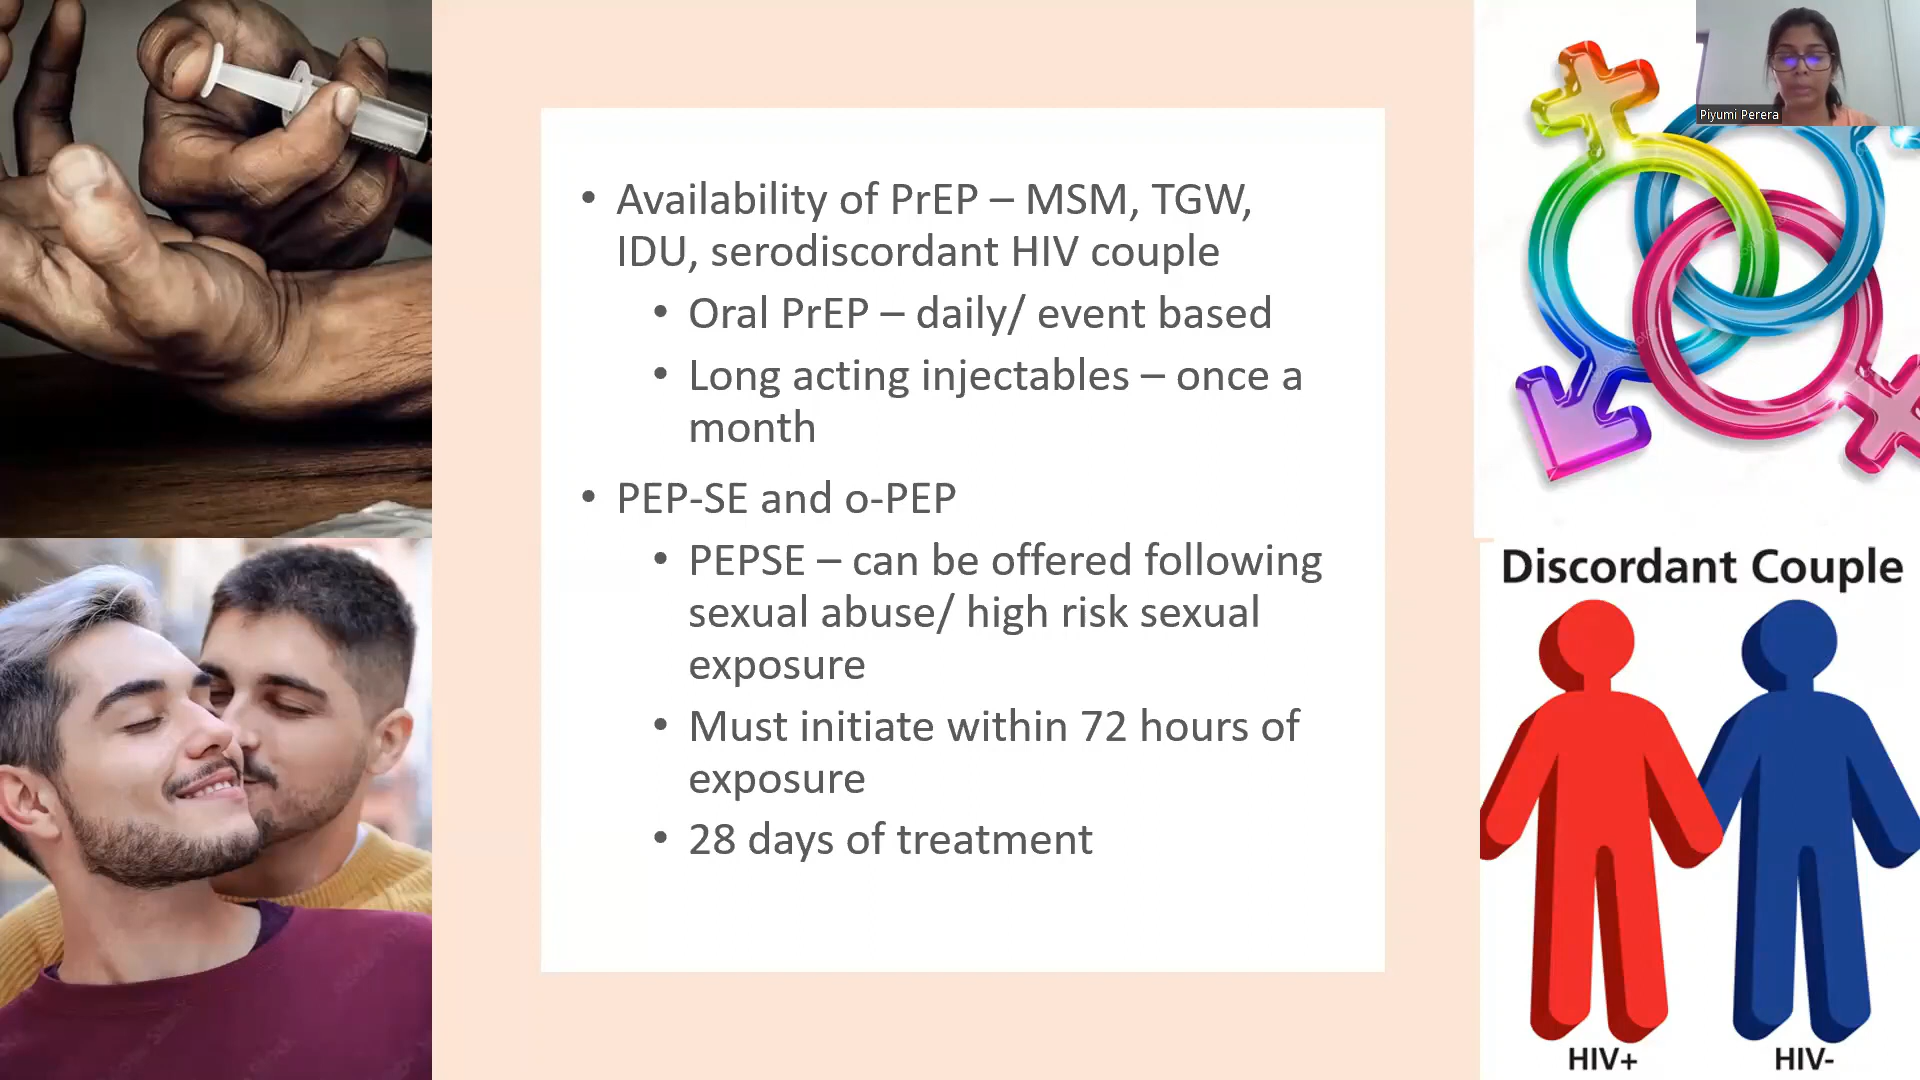 Piyumi Perera
• Availability of PrEP – MSM, TGW,
IDU, serodiscordant HIV couple
• Oral PrEP – daily/ event based
• Long acting injectables – once a
month
• PEP-SE and o-PEP
• PEPSE – can be offered following
sexual abuse/ high risk sexual
exposure
• Must initiate within 72 hours of
exposure
• 28 days of treatment
Discordant Couple
HIV+
HIV-